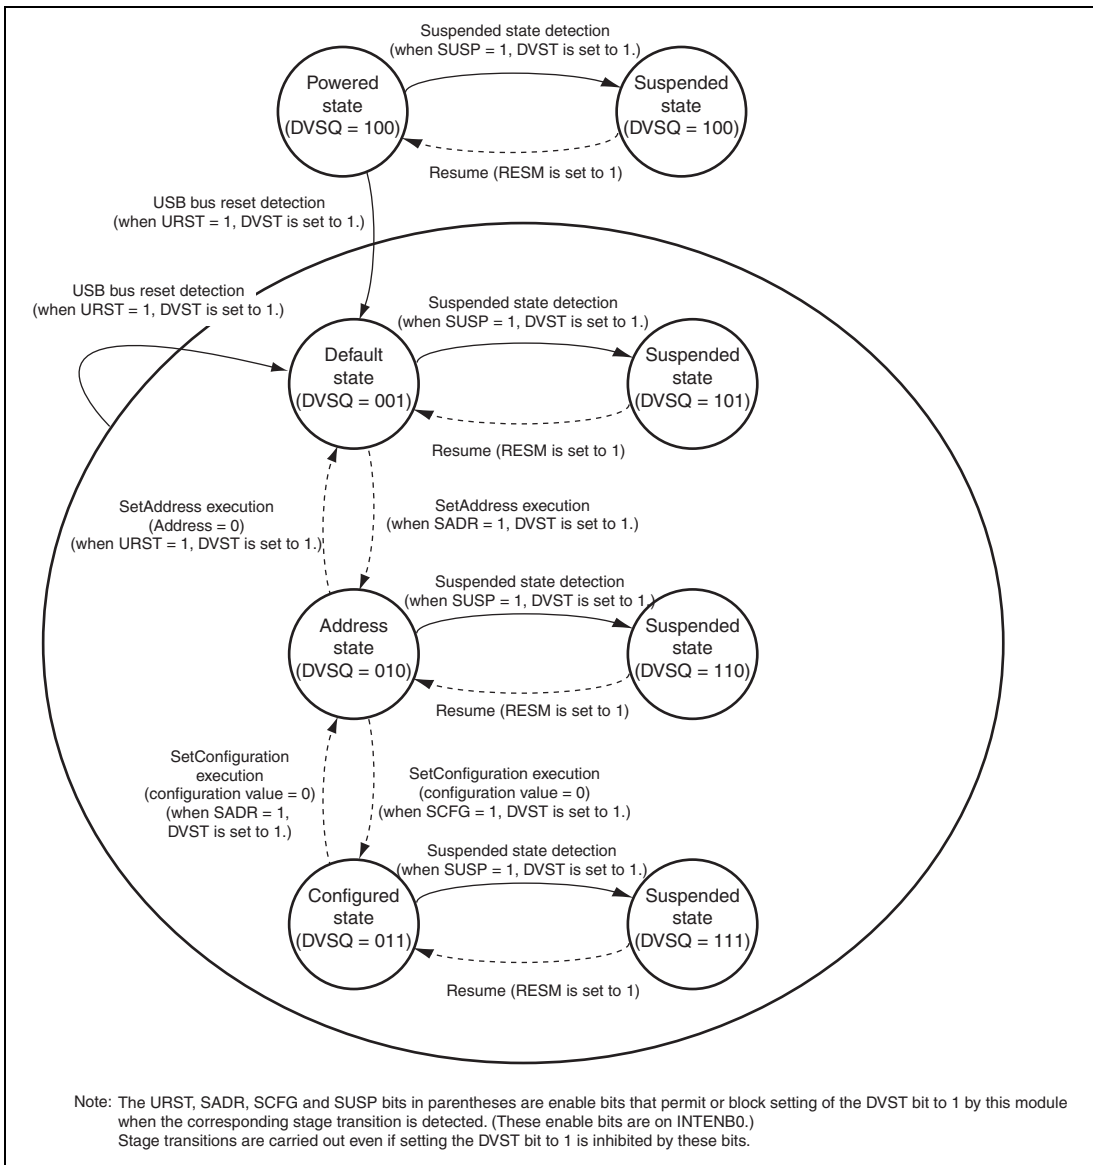 Suspended state detection
(when SUSP = 1, DVST is set to 1.)
Powered
state
(DVSQ = 100)
Suspended
state
(DVSQ = 100)
Resume (RESM is set to 1)
USB bus reset detection
(when URST = 1, DVST is set to 1.)
USB bus reset detection
(when URST = 1, DVST is set to 1.)
Suspended state detection
(when SUSP = 1, DVST is set to 1.)
Default
state
(DVSQ = 001)
Suspended
state
(DVSQ = 101)
Resume (RESM is set to 1)
SetAddress execution
(Address = 0)
(when URST = 1, DVST is set to 1.)
SetAddress execution
(when SADR = 1, DVST is set to 1.)
Suspended state detection
(when SUSP = 1, DVST is set to 1.)
Address
state
(DVSQ = 010)
Suspended
state
(DVSQ = 110)
Resume (RESM is set to 1)
SetConfiguration
execution
(configuration value = 0)
(when SADR = 1,
DVST is set to 1.)
SetConfiguration execution
(configuration value = 0)
(when SCFG = 1, DVST is set to 1.)
Suspended state detection
(when SUSP = 1, DVST is set to 1.)
Configured
state
(DVSQ = 011)
Suspended
state
(DVSQ = 111)
Resume (RESM is set to 1)
Note: The URST, SADR, SCFG and SUSP bits in parentheses are enable bits that permit or block setting of the DVST bit to 1 by this module
when the corresponding stage transition is detected. (These enable bits are on INTENB0.)
Stage transitions are carried out even if setting the DVST bit to 1 is inhibited by these bits.